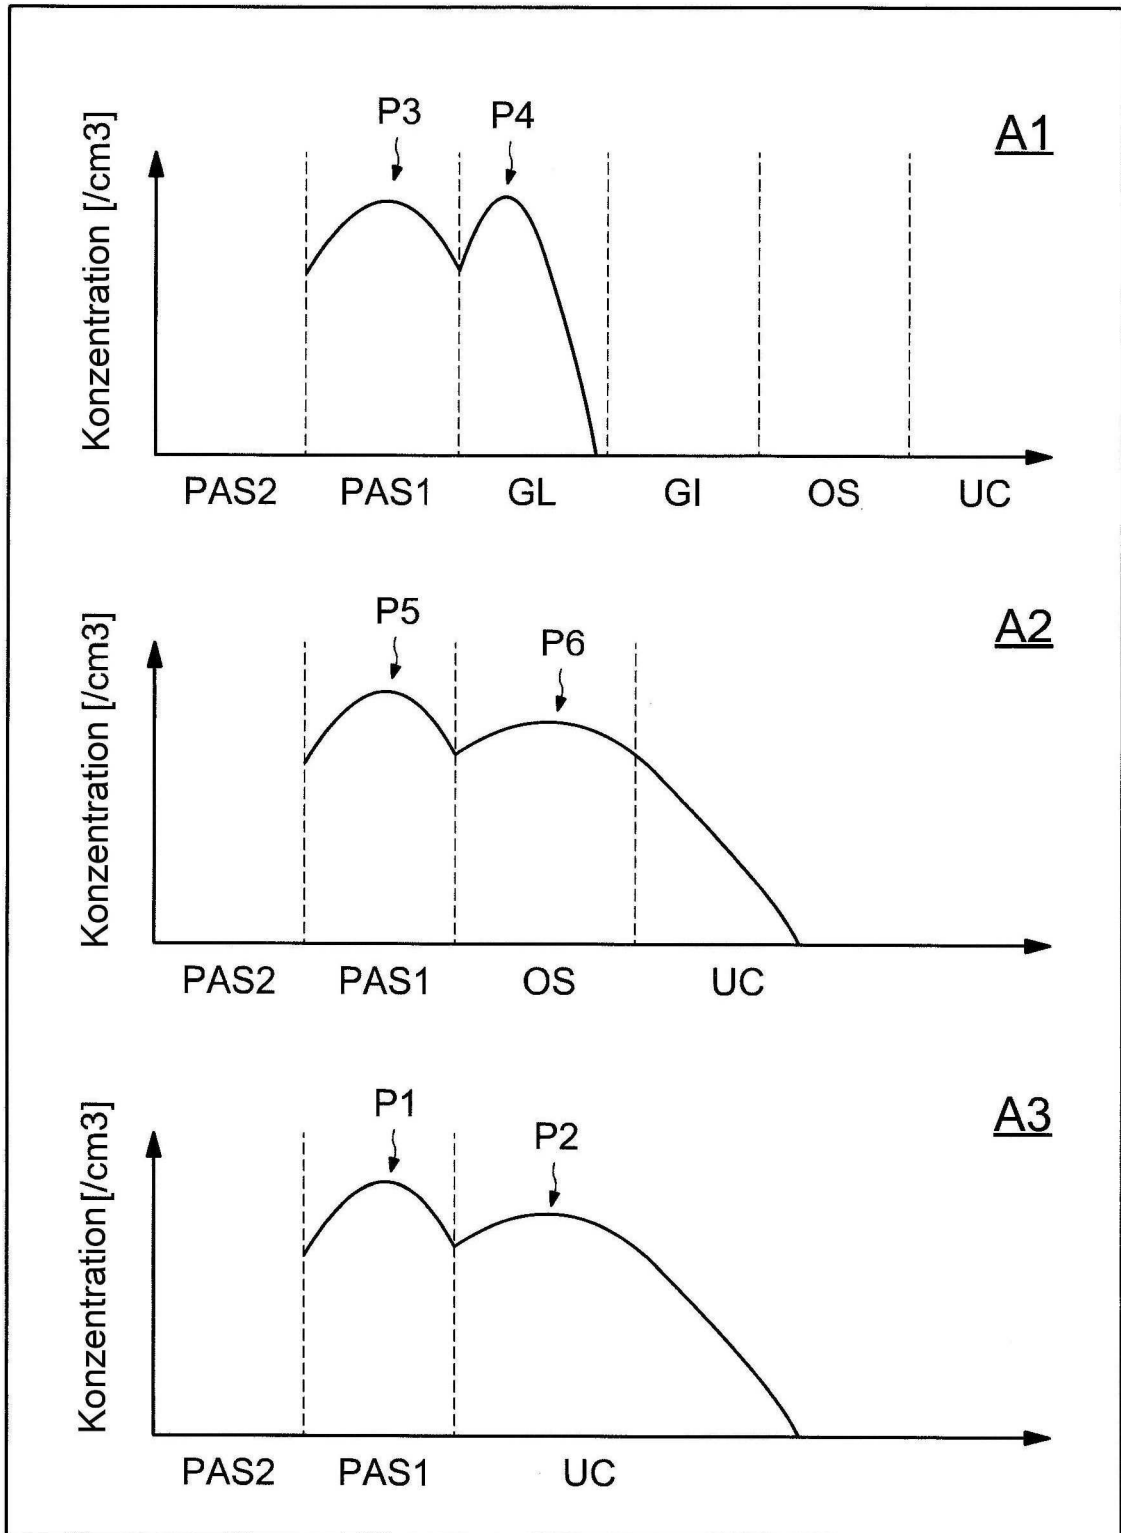 A1
P3 P4
Konzentration [/cm3]
PAS2 PAS1 GL GI OS UC
A2
P5 P6
Konzentration [/cm3]
PAS2 PAS1 OS UC
A3
P1 P2
Konzentration [/cm3]
PAS2 PAS1 UC